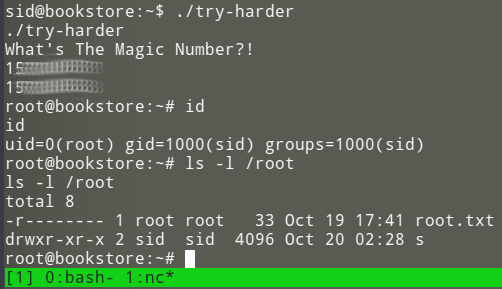 sid@bookstore:~$ ./try-harder
./try-harder
What's The Magic Number?!
15
15
root@bookstore:~# id
id
uid=0(root) gid=1000(sid) groups=1000(sid)
root@bookstore:~# ls -l /root
ls -l /root
total 8
-r-------- 1 root root   33 Oct 19 17:41 root.txt
drwxr-xr-x 2 sid  sid  4096 Oct 20 02:28 s
root@bookstore:~#
[1] 0:bash- 1:nc*